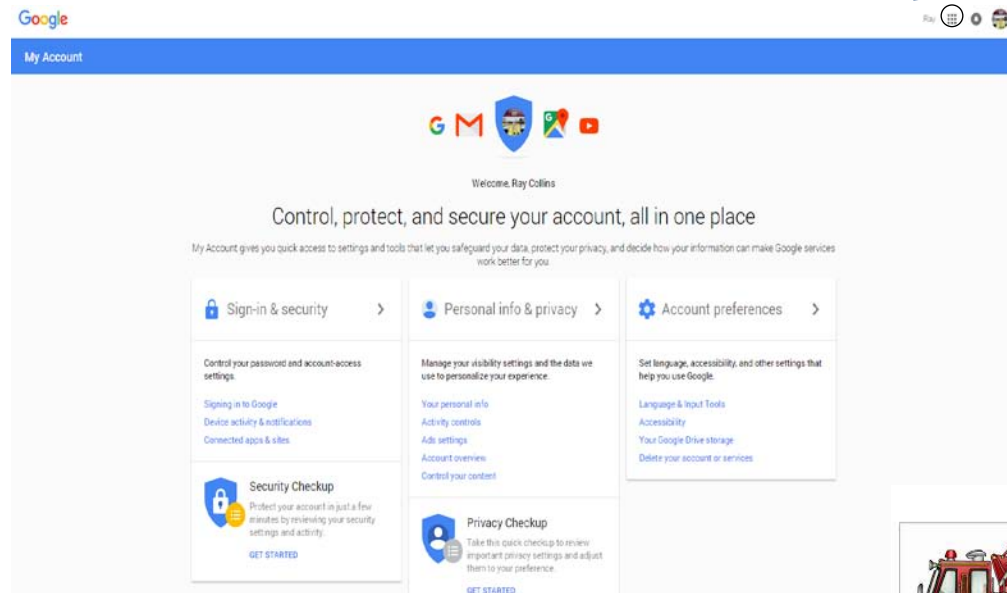 Google
Ray
My Account
Welcome, Ray Collins
Control, protect, and secure your account, all in one place
My Account gives you quick access to settings and tools that let you safeguard your data, protect your privacy, and decide how your information can make Google services
work better for you.
Sign-in & security
Control your password and account-access
settings.
Signing in to Google
Device activity & notifications
Connected apps & sites
Security Checkup
Protect your account in just a few
minutes by reviewing your security
settings and activity.
GET STARTED
Personal info & privacy
Manage your visibility settings and the data we
use to personalize your experience.
Your personal info
Activity controls
Ads settings
Account overview
Control your content
Privacy Checkup
Take this quick checkup to review
important privacy settings and adjust
them to your preference.
GET STARTED
Account preferences
Set language, accessibility, and other settings that
help you use Google.
Language & Input Tools
Accessibility
Your Google Drive storage
Delete your account or services